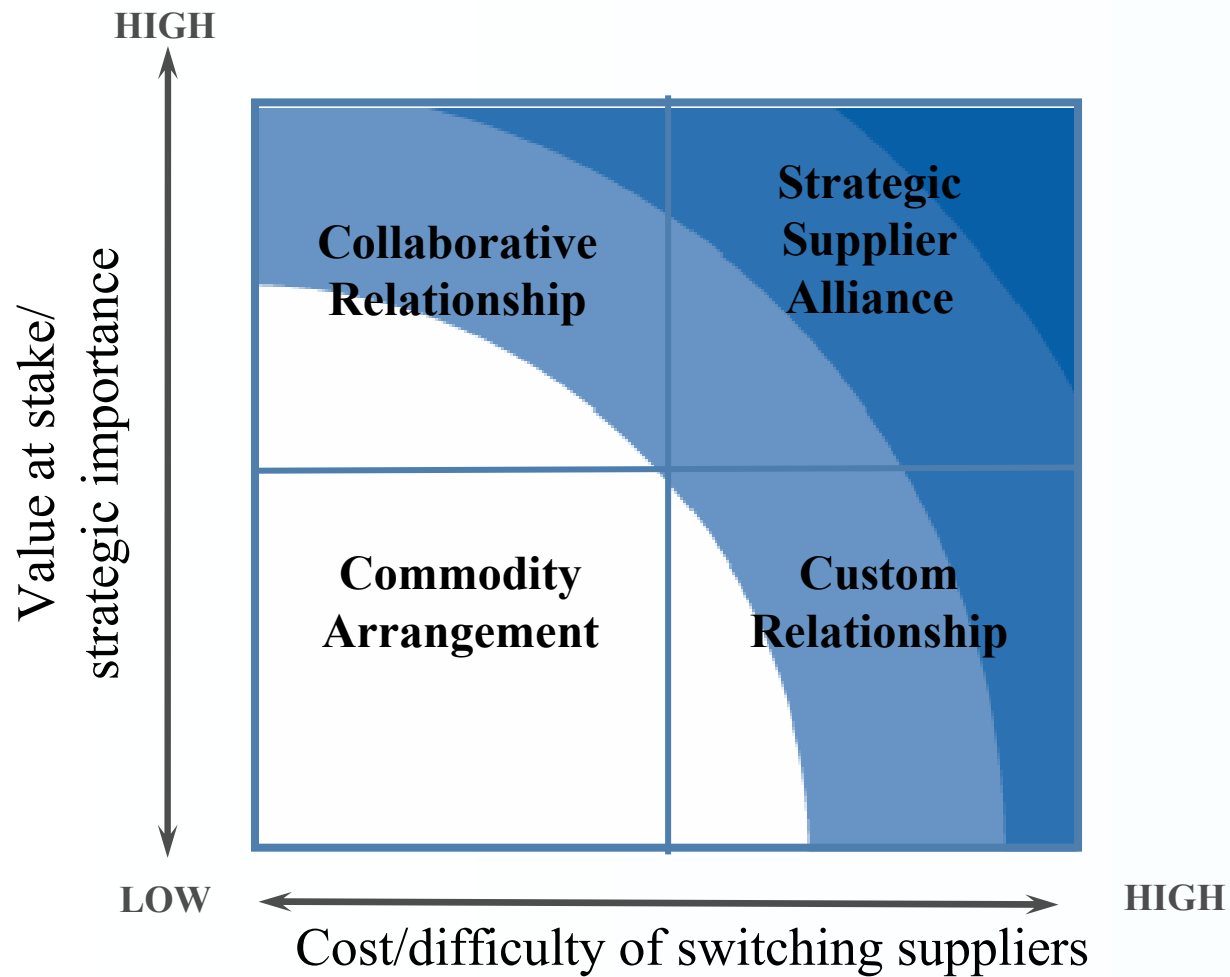 HIGH
Value at stake/
strategic importance
Collaborative
Relationship
Strategic
Supplier
Alliance
Commodity
Arrangement
Custom
Relationship
LOW
HIGH
Cost/difficulty of switching suppliers